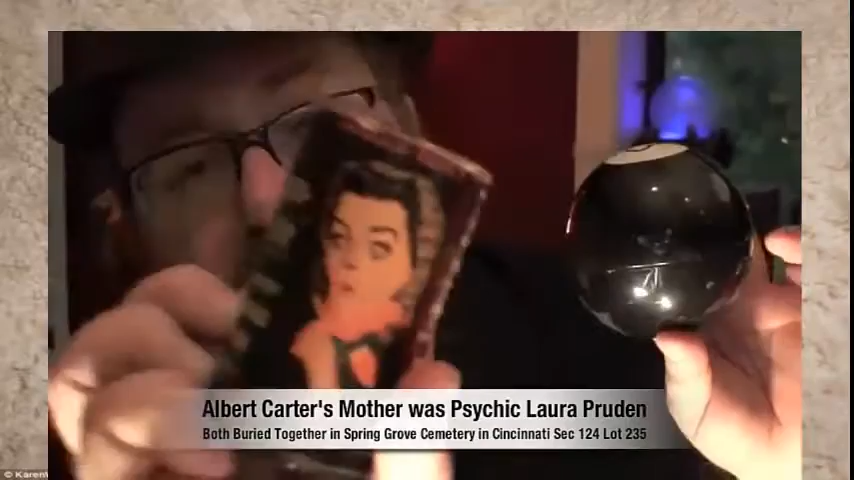 Albert Carter's Mother was Psychic Laura Pruden
Both Buried Together in Spring Grove Cemetery in Cincinnati Sec 124 Lot 235
© Karen